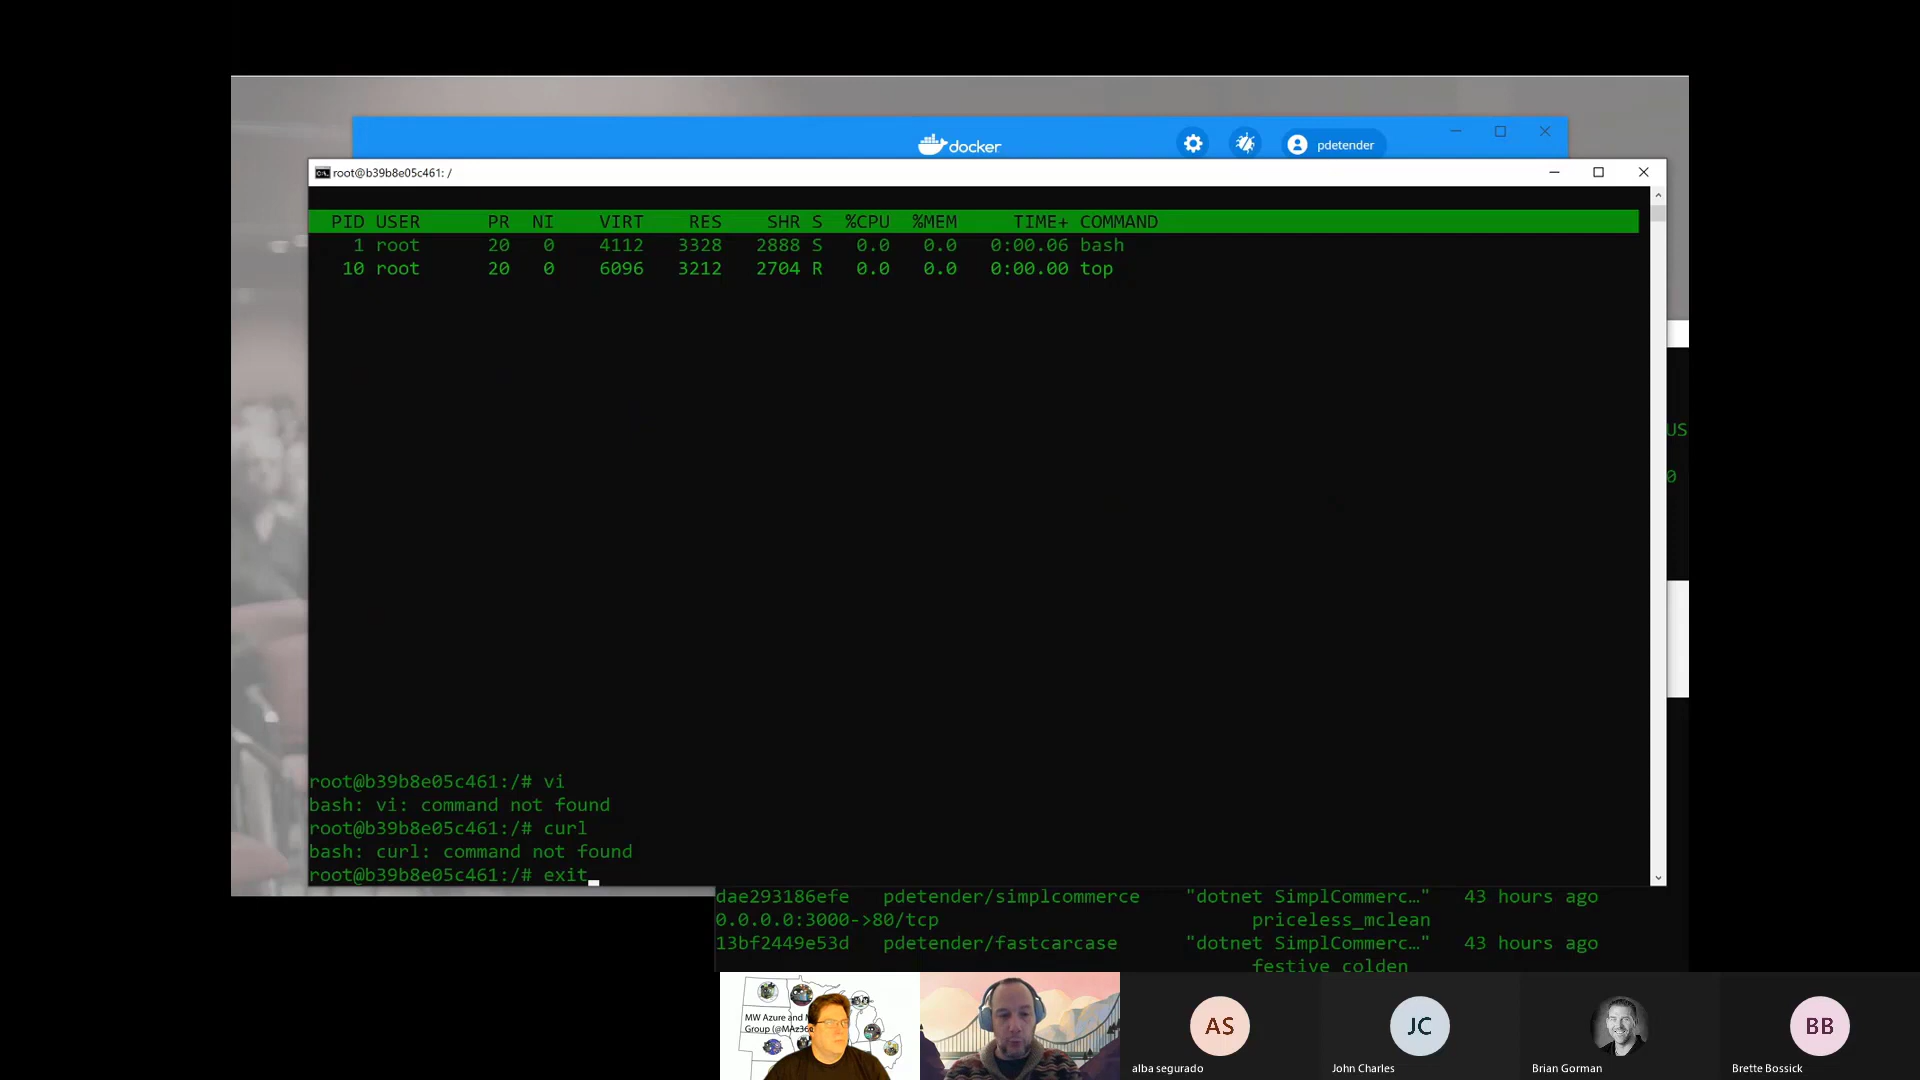 docker
pdetender
root@b39b8e05c461: /
PID USER PR NI VIRT RES SHR S %CPU %MEM TIME+ COMMAND
1 root 20 0 4112 3328 2888 S 0.0 0.0 0:00.06 bash
10 root 20 0 6096 3212 2704 R 0.0 0.0 0:00.00 top
US
0
root@b39b8e05c461:/# vi
bash: vi: command not found
root@b39b8e05c461:/# curl
bash: curl: command not found
root@b39b8e05c461:/# exit
dae293186efe pdetender/simplcommerce "dotnet SimplCommerc…" 43 hours ago
0.0.0.0:3000->80/tcp priceless_mclean
13bf2449e53d pdetender/fastcarcase "dotnet SimplCommerc…" 43 hours ago
festive_colden
MW Azure and
Group (@MAz36
AS
JC
BB
alba segurado
John Charles
Brian Gorman
Brette Bossick